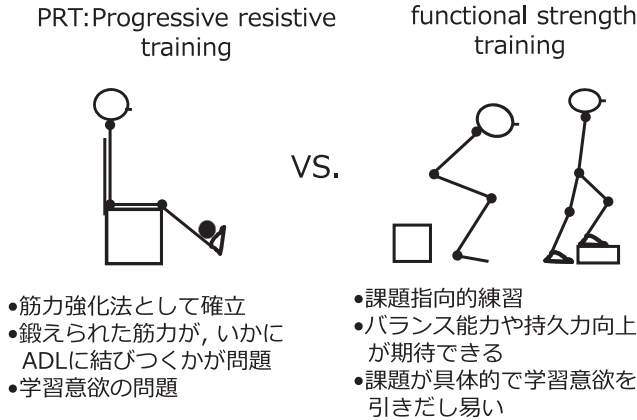 PRT:Progressive resistive
training
functional strength
training
VS.
•筋力強化法として確立
•鍛えられた筋力が, いかに
ADLに結びつくかが問題
•学習意欲の問題
•課題指向的練習
•バランス能力や持久力向上
が期待できる
•課題が具体的で学習意欲を
引きだし易い